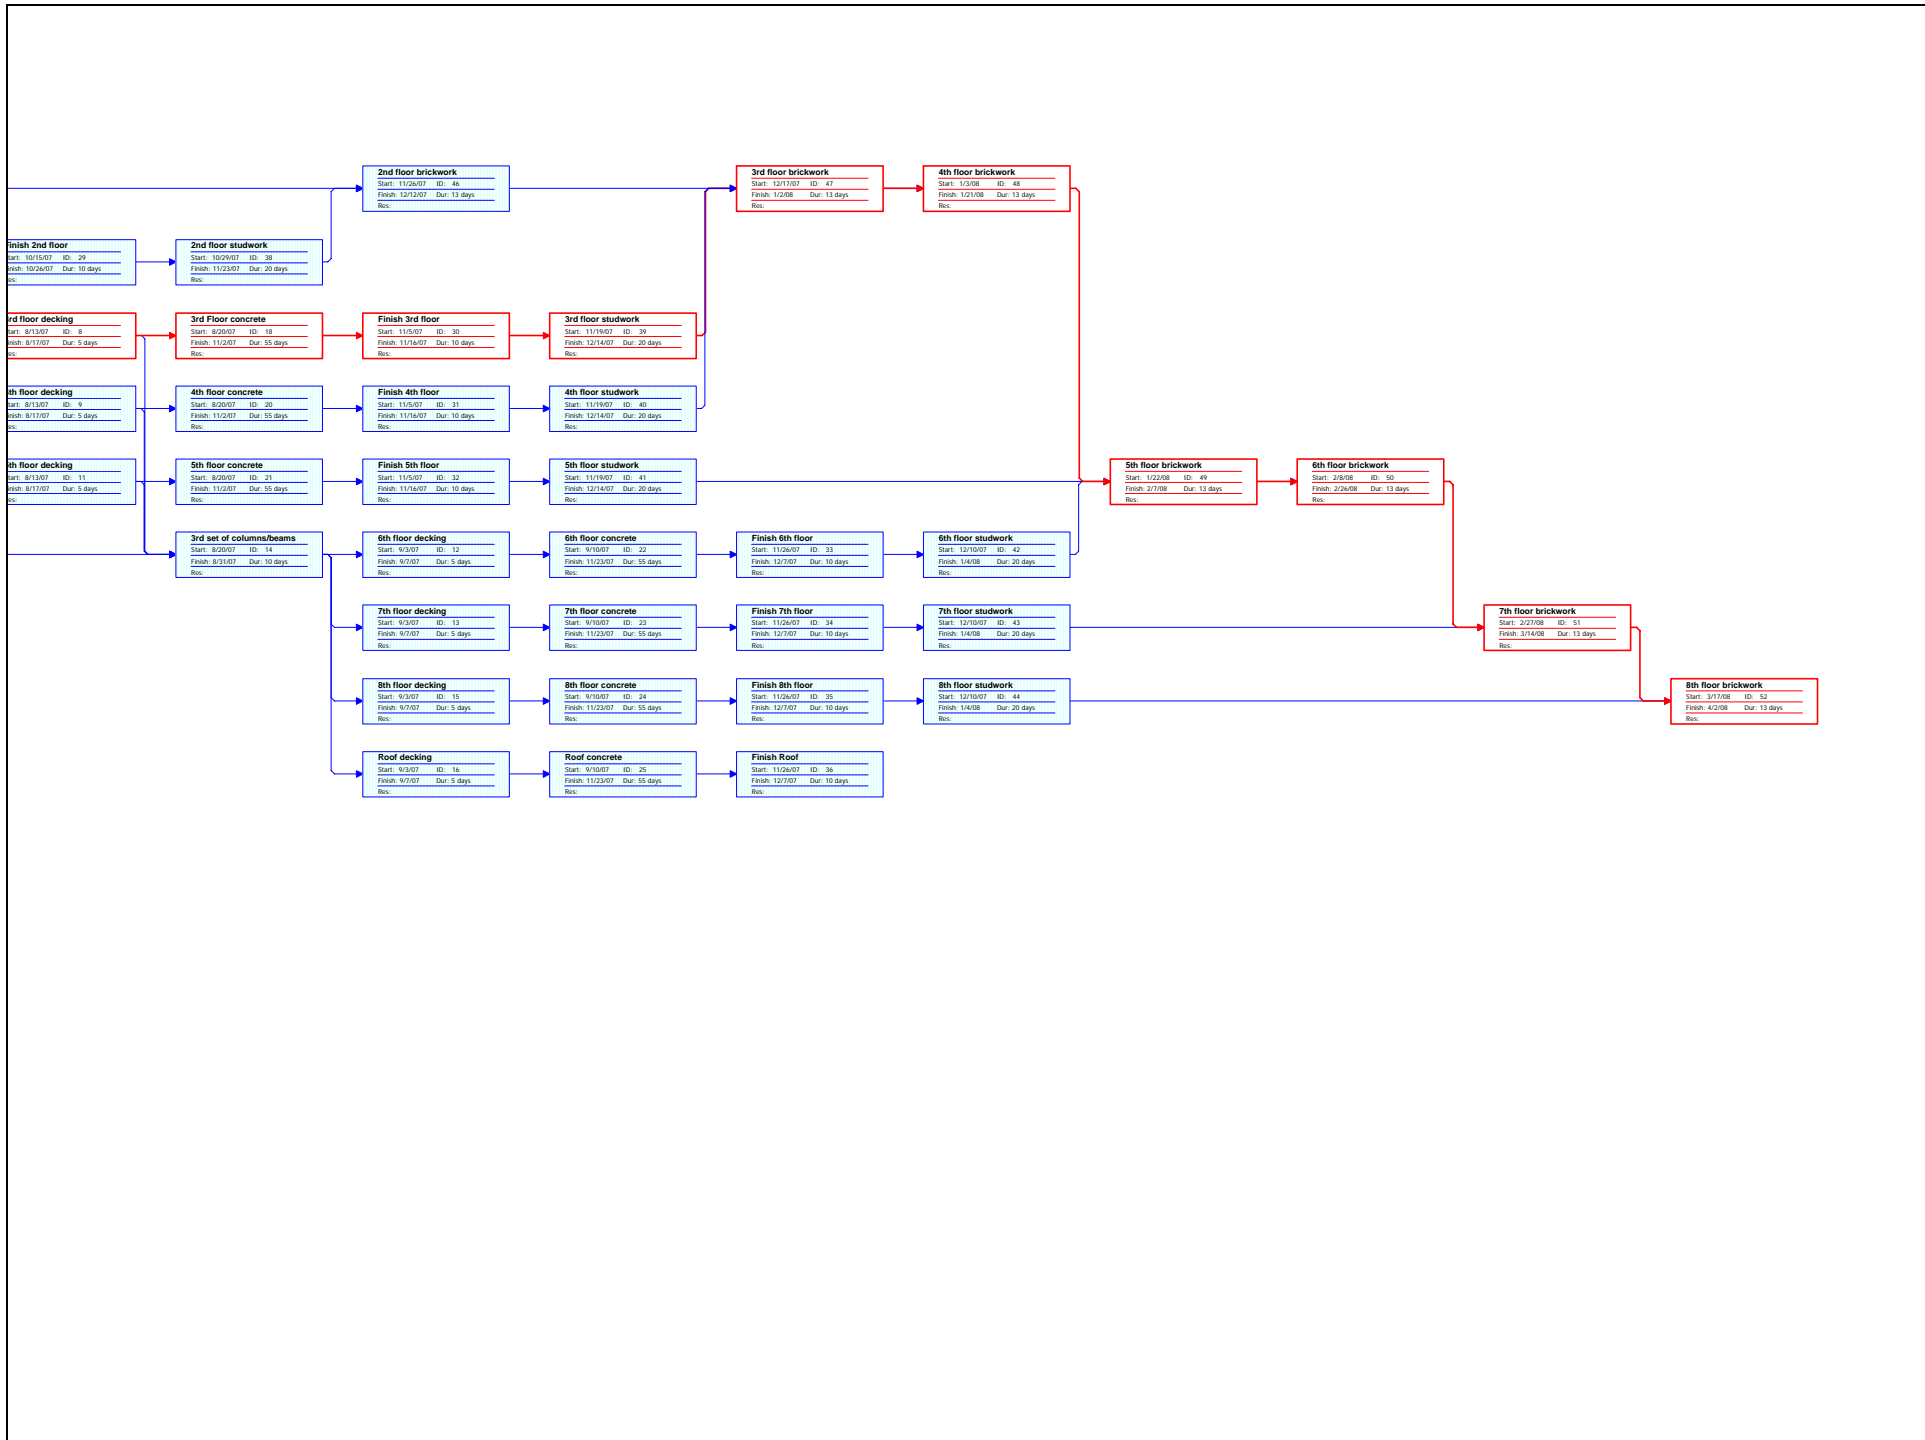 2nd floor brickwork
Start: 11/26/07 ID: 46
Finish: 12/12/07 Dur: 13 days
Res:
3rd floor brickwork
Start: 12/17/07 ID: 47
Finish: 1/2/08 Dur: 13 days
Res:
4th floor brickwork
Start: 1/3/08 ID: 48
Finish: 1/21/08 Dur: 13 days
Res:
Finish 2nd floor
tart: 10/15/07 ID: 29
inish: 10/26/07 Dur: 10 days
es:
2nd floor studwork
Start: 10/29/07 ID: 38
Finish: 11/23/07 Dur: 20 days
Res:
rd floor decking
tart: 8/13/07 ID: 8
inish: 8/17/07 Dur: 5 days
es:
3rd Floor concrete
Start: 8/20/07 ID: 18
Finish: 11/2/07 Dur: 55 days
Res:
Finish 3rd floor
Start: 11/5/07 ID: 30
Finish: 11/16/07 Dur: 10 days
Res:
3rd floor studwork
Start: 11/19/07 ID: 39
Finish: 12/14/07 Dur: 20 days
Res:
th floor decking
tart: 8/13/07 ID: 9
inish: 8/17/07 Dur: 5 days
es:
4th floor concrete
Start: 8/20/07 ID: 20
Finish: 11/2/07 Dur: 55 days
Res:
Finish 4th floor
Start: 11/5/07 ID: 31
Finish: 11/16/07 Dur: 10 days
Res:
4th floor studwork
Start: 11/19/07 ID: 40
Finish: 12/14/07 Dur: 20 days
Res:
th floor decking
tart: 8/13/07 ID: 11
inish: 8/17/07 Dur: 5 days
es:
5th floor concrete
Start: 8/20/07 ID: 21
Finish: 11/2/07 Dur: 55 days
Res:
Finish 5th floor
Start: 11/5/07 ID: 32
Finish: 11/16/07 Dur: 10 days
Res:
5th floor studwork
Start: 11/19/07 ID: 41
Finish: 12/14/07 Dur: 20 days
Res:
5th floor brickwork
Start: 1/22/08 ID: 49
Finish: 2/7/08 Dur: 13 days
Res:
6th floor brickwork
Start: 2/8/08 ID: 50
Finish: 2/26/08 Dur: 13 days
Res:
3rd set of columns/beams
Start: 8/20/07 ID: 14
Finish: 8/31/07 Dur: 10 days
Res:
6th floor decking
Start: 9/3/07 ID: 12
Finish: 9/7/07 Dur: 5 days
Res:
6th floor concrete
Start: 9/10/07 ID: 22
Finish: 11/23/07 Dur: 55 days
Res:
Finish 6th floor
Start: 11/26/07 ID: 33
Finish: 12/7/07 Dur: 10 days
Res:
6th floor studwork
Start: 12/10/07 ID: 42
Finish: 1/4/08 Dur: 20 days
Res:
7th floor decking
Start: 9/3/07 ID: 13
Finish: 9/7/07 Dur: 5 days
Res:
7th floor concrete
Start: 9/10/07 ID: 23
Finish: 11/23/07 Dur: 55 days
Res:
Finish 7th floor
Start: 11/26/07 ID: 34
Finish: 12/7/07 Dur: 10 days
Res:
7th floor studwork
Start: 12/10/07 ID: 43
Finish: 1/4/08 Dur: 20 days
Res:
7th floor brickwork
Start: 2/27/08 ID: 51
Finish: 3/14/08 Dur: 13 days
Res:
8th floor decking
Start: 9/3/07 ID: 15
Finish: 9/7/07 Dur: 5 days
Res:
8th floor concrete
Start: 9/10/07 ID: 24
Finish: 11/23/07 Dur: 55 days
Res:
Finish 8th floor
Start: 11/26/07 ID: 35
Finish: 12/7/07 Dur: 10 days
Res:
8th floor studwork
Start: 12/10/07 ID: 44
Finish: 1/4/08 Dur: 20 days
Res:
8th floor brickwork
Start: 3/17/08 ID: 52
Finish: 4/2/08 Dur: 13 days
Res:
Roof decking
Start: 9/3/07 ID: 16
Finish: 9/7/07 Dur: 5 days
Res:
Roof concrete
Start: 9/10/07 ID: 25
Finish: 11/23/07 Dur: 55 days
Res:
Finish Roof
Start: 11/26/07 ID: 36
Finish: 12/7/07 Dur: 10 days
Res: